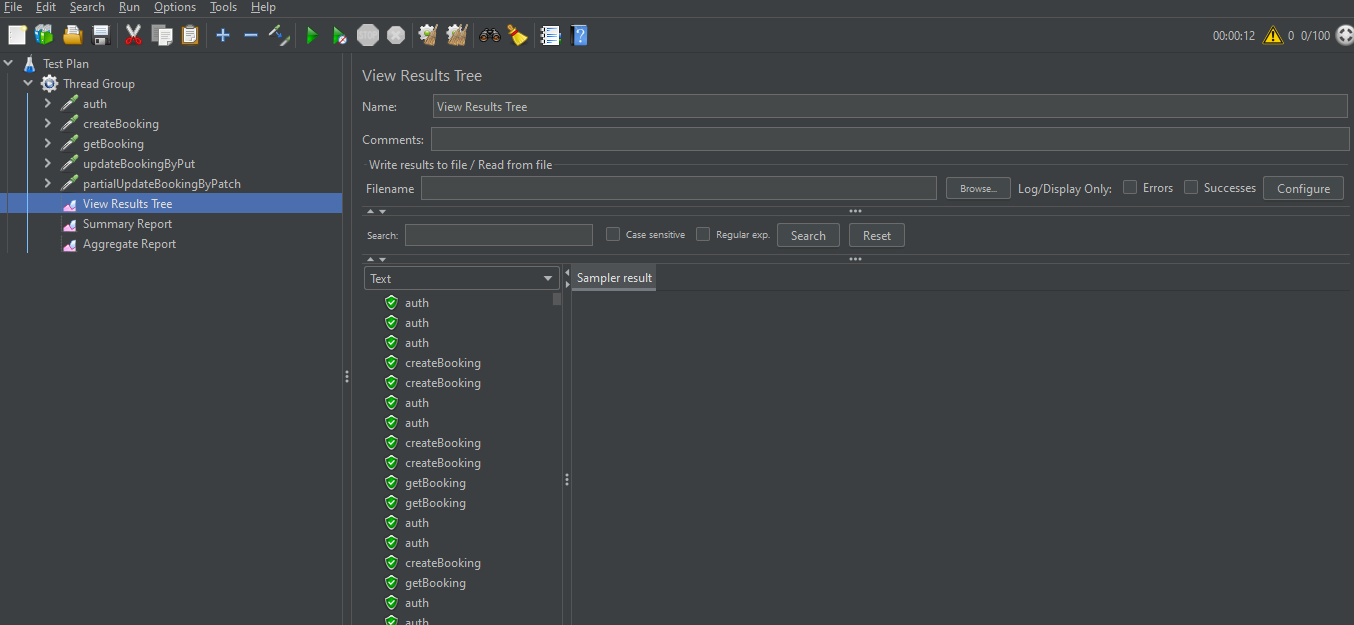 File Edit Search Run Options Tools Help
STOP 00:00:12 0 0/100
Test Plan
Thread Group
auth
createBooking
getBooking
updateBookingByPut
partialUpdateBookingByPatch
View Results Tree
Summary Report
Aggregate Report
View Results Tree
Name: View Results Tree
Comments:
Write results to file / Read from file
Filename Browse... Log/Display Only: Errors Successes Configure
Search: Case sensitive Regular exp. Search Reset
Text
Sampler result
auth
auth
auth
createBooking
createBooking
auth
auth
createBooking
createBooking
getBooking
getBooking
auth
auth
createBooking
getBooking
auth
auth